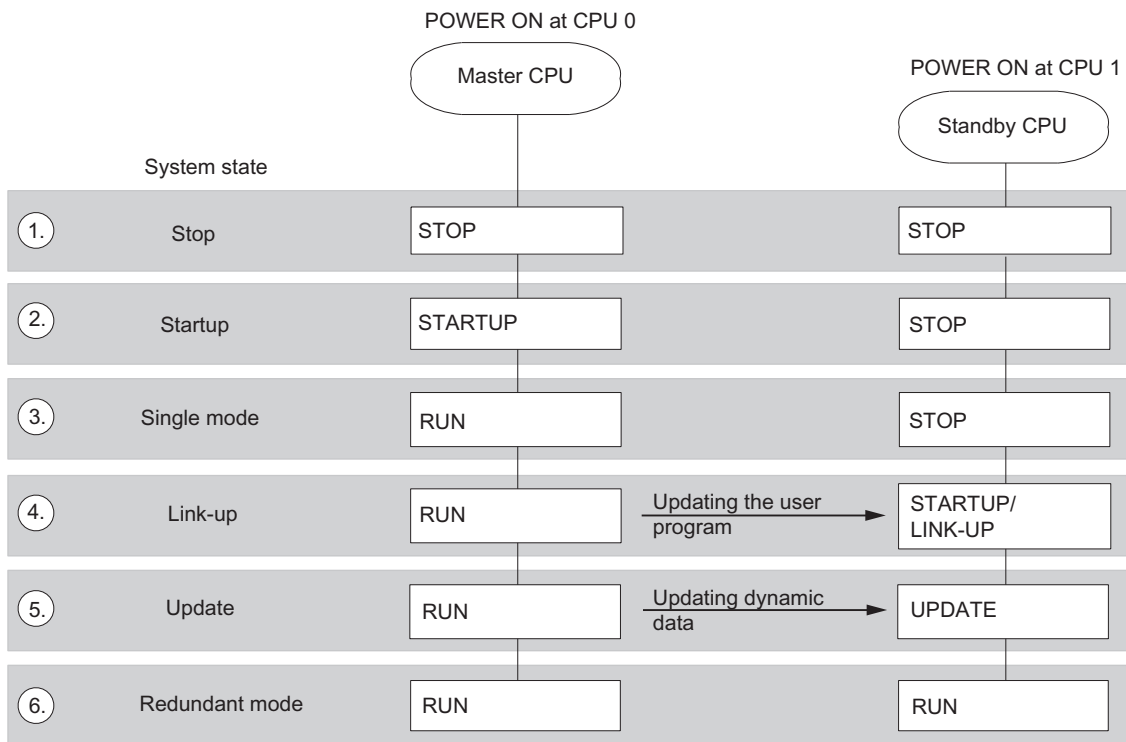 POWER ON at CPU 0
Master CPU
POWER ON at CPU 1
Standby CPU
System state
1. Stop STOP STOP
2. Startup STARTUP STOP
3. Single mode RUN STOP
4. Link-up RUN Updating the user program STARTUP/ LINK-UP
5. Update RUN Updating dynamic data UPDATE
6. Redundant mode RUN RUN